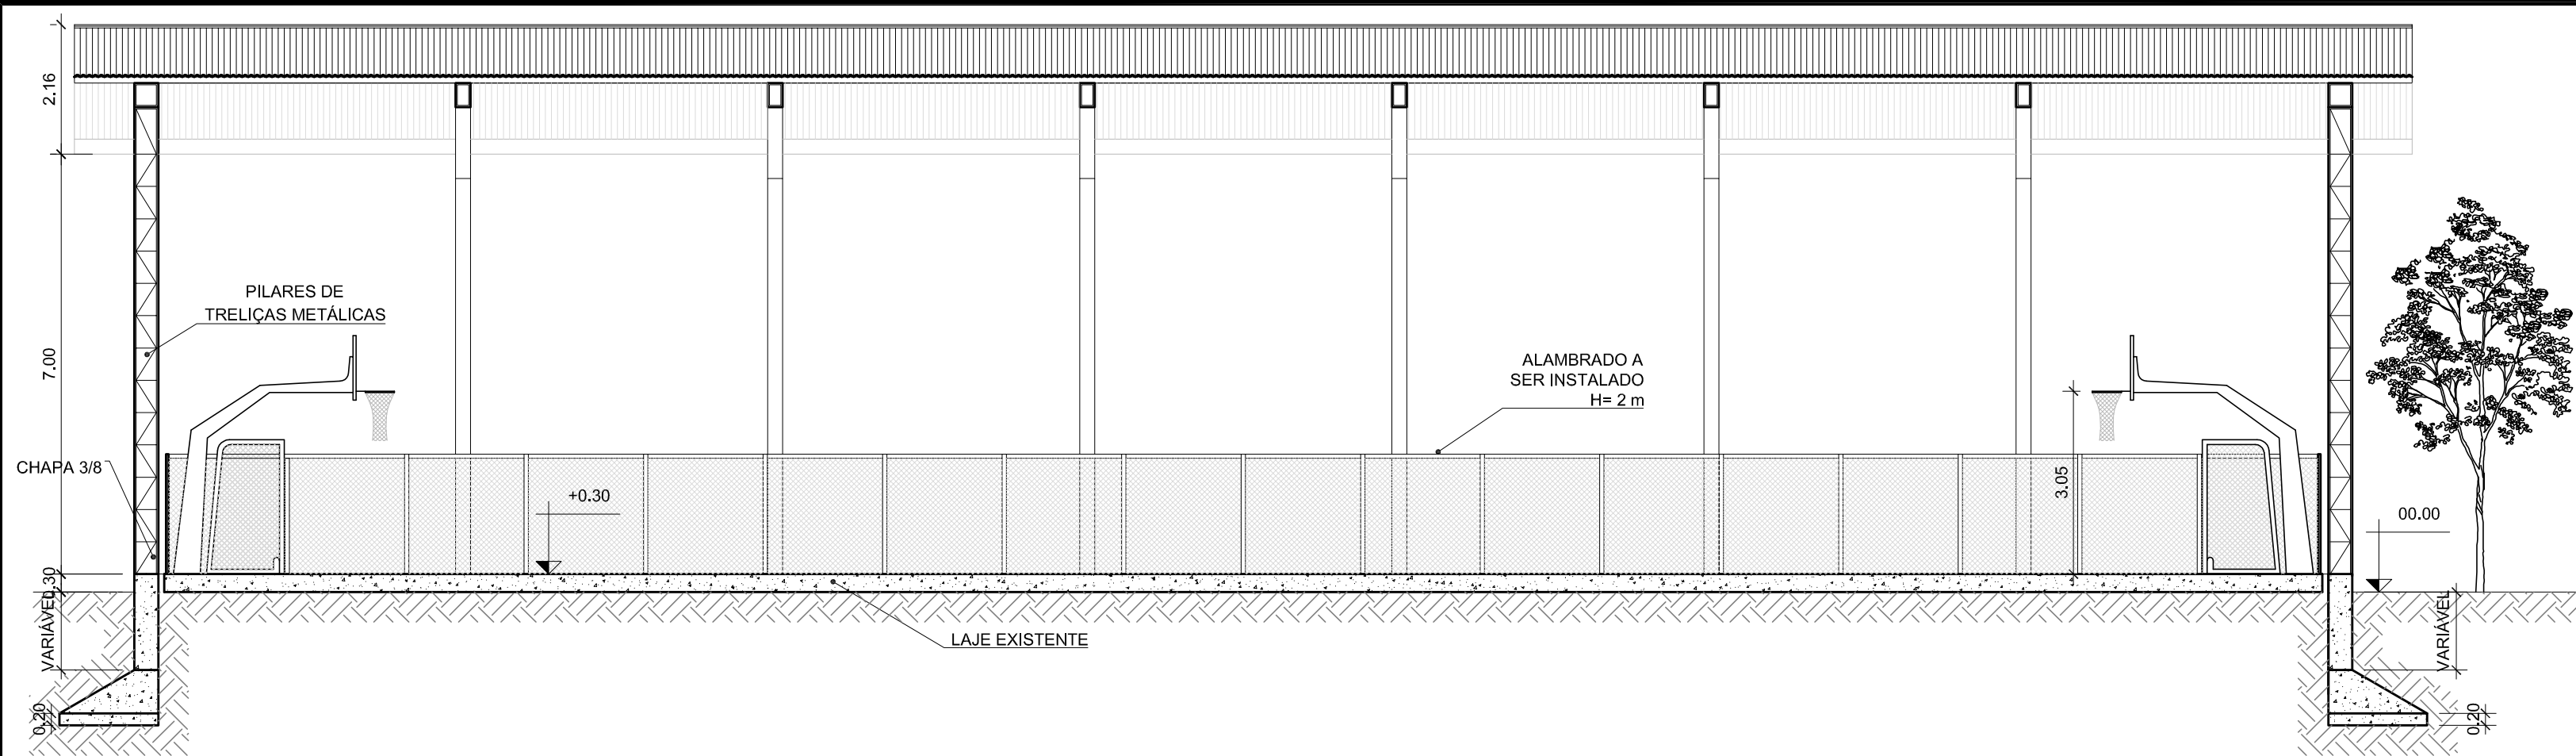 2.16
7.00
PILARES DE
TRELIÇAS METÁLICAS
CHAPA 3/8
ALAMBRADO A
SER INSTALADO
H= 2 m
+0.30
3.05
00.00
0.30
VARIÁVEL
LAJE EXISTENTE
VARIÁVEL
0.20
0.20